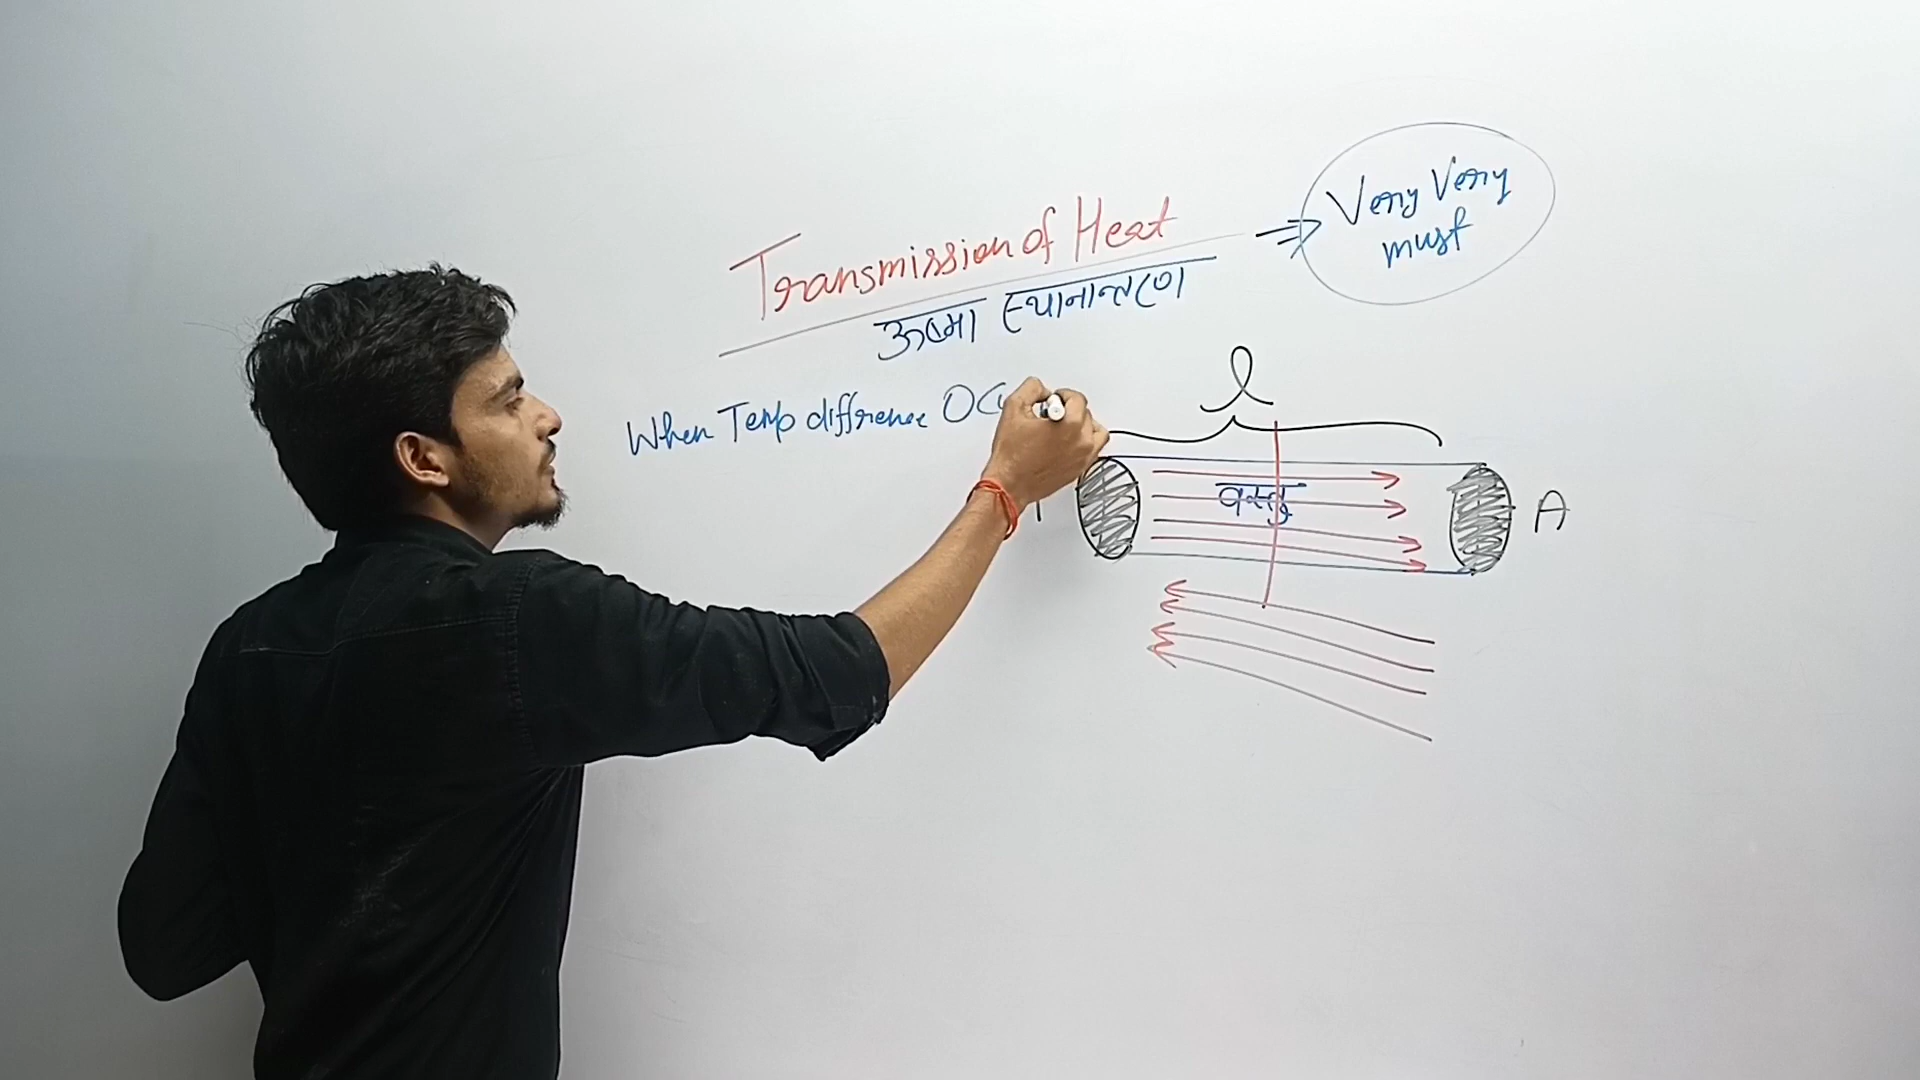 Transmission of Heat ⇒ Very Very must
ऊष्मा स्थानान्तरण
When Temp diffrence
l
वस्तु
A